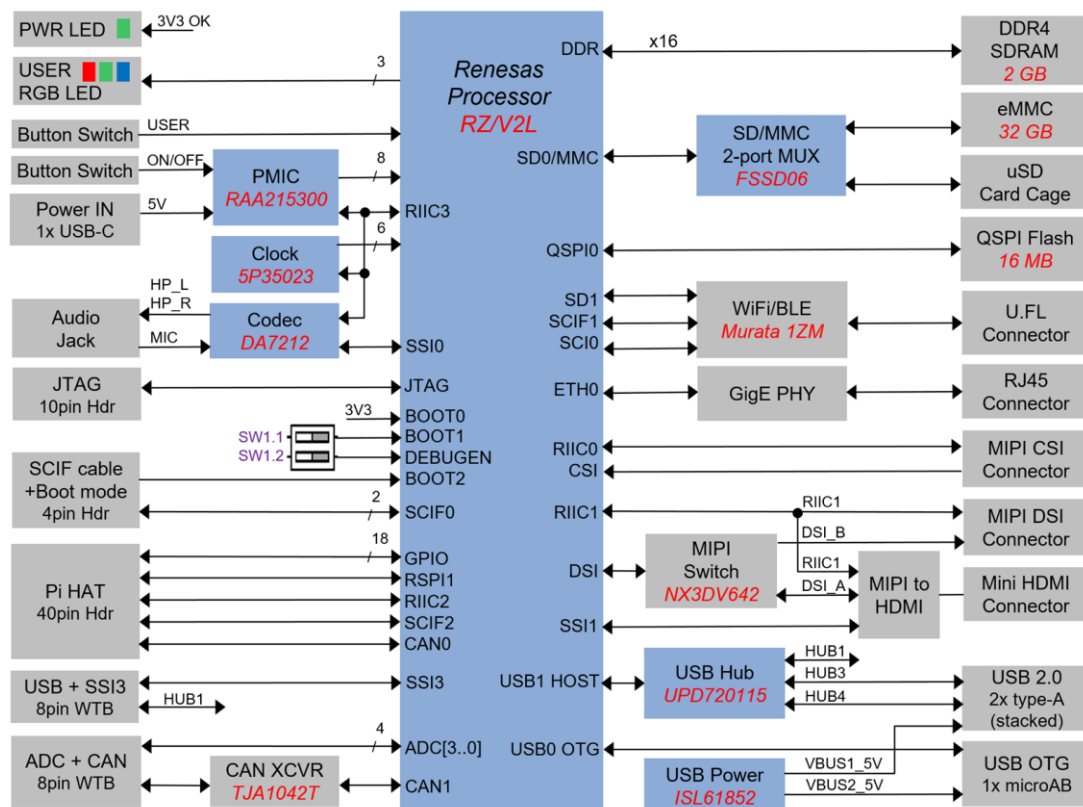 PWR LED
3V3 OK
USER
RGB LED
3
Button Switch
USER
Button Switch
ON/OFF
Power IN
1x USB-C
5V
PMIC
RAA215300
8
RIIC3
6
Clock
5P35023
HP_L
HP_R
Audio
Jack
MIC
Codec
DA7212
SSI0
JTAG
10pin Hdr
JTAG
3V3
BOOT0
SW1.1
BOOT1
SW1.2
DEBUGEN
SCIF cable
+Boot mode
4pin Hdr
BOOT2
2
SCIF0
Pi HAT
40pin Hdr
18
GPIO
RSPI1
RIIC2
SCIF2
CAN0
USB + SSI3
8pin WTB
SSI3
HUB1
ADC + CAN
8pin WTB
4
ADC[3..0]
CAN XCVR
TJA1042T
CAN1
Renesas
Processor
RZ/V2L
DDR
x16
DDR4
SDRAM
2 GB
SD0/MMC
SD/MMC
2-port MUX
FSSD06
eMMC
32 GB
uSD
Card Cage
QSPI0
QSPI Flash
16 MB
SD1
SCIF1
SCI0
WiFi/BLE
Murata 1ZM
U.FL
Connector
ETH0
GigE PHY
RJ45
Connector
RIIC0
CSI
MIPI CSI
Connector
RIIC1
RIIC1
MIPI DSI
Connector
DSI_B
DSI
MIPI
Switch
NX3DV642
RIIC1
DSI_A
MIPI to
HDMI
Mini HDMI
Connector
SSI1
USB1 HOST
USB Hub
UPD720115
HUB1
HUB3
HUB4
USB 2.0
2x type-A
(stacked)
USB0 OTG
USB Power
ISL61852
VBUS1_5V
VBUS2_5V
USB OTG
1x microAB